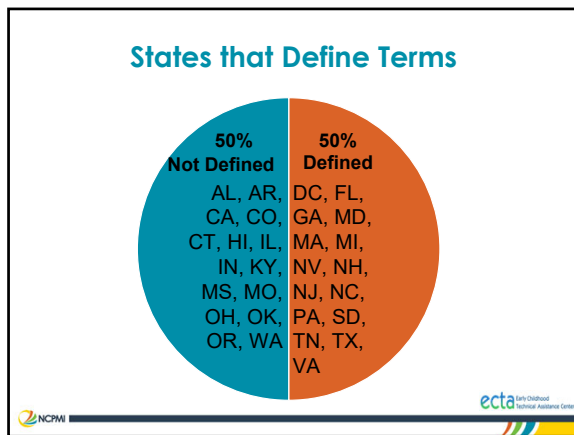 States that Define Terms
50%
Not Defined
AL, AR,
CA, CO,
CT, HI, IL,
IN, KY,
MS, MO,
OH, OK,
OR, WA
50%
Defined
DC, FL,
GA, MD,
MA, MI,
NV, NH,
NJ, NC,
PA, SD,
TN, TX,
VA
NCPMI
ecta Early Childhood
Technical Assistance Center